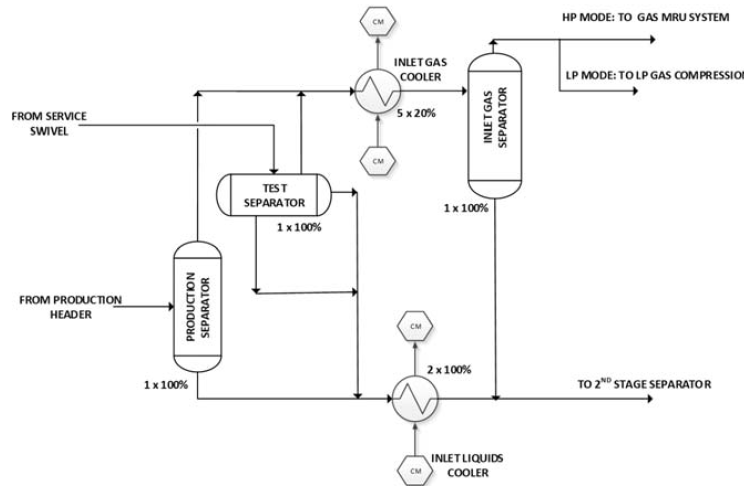 CM
HP MODE: TO GAS MRU SYSTEM
INLET GAS
COOLER
LP MODE: TO LP GAS COMPRESSION
INLET GAS
SEPARATOR
5 x 20%
FROM SERVICE
SWIVEL
CM
TEST
SEPARATOR
1 x 100%
1 x 100%
PRODUCTION
SEPARATOR
FROM PRODUCTION
HEADER
CM
2 x 100%
1 x 100%
TO 2ND STAGE SEPARATOR
INLET LIQUIDS
COOLER
CM